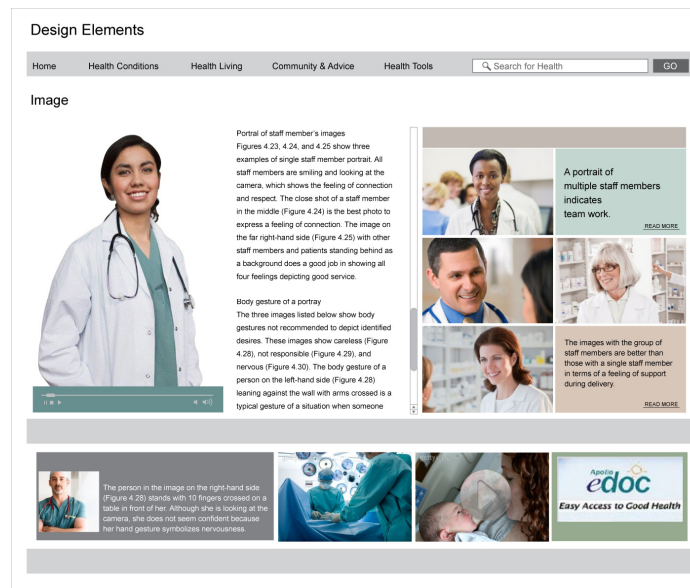 Design Elements
Home Health Conditions Health Living Community & Advice Health Tools Search for Health GO
Image
Portral of staff member's images
Figures 4.23, 4.24, and 4.25 show three
examples of single staff member portrait. All
staff members are smiling and looking at the
camera, which shows the feeling of connection
and respect. The close shot of a staff member
in the middle (Figure 4.24) is the best photo to
express a feeling of connection. The image on
the far right-hand side (Figure 4.25) with other
staff members and patients standing behind as
a background does a good job in showing all
four feelings depicting good service.
Body gesture of a portray
The three images listed below show body
gestures not recommended to depict identified
desires. These images show careless (Figure
4.28), not responsible (Figure 4.29), and
nervous (Figure 4.30). The body gesture of a
person on the left-hand side (Figure 4.28)
leaning against the wall with arms crossed is a
typical gesture of a situation when someone
A portrait of
multiple staff members
indicates
team work.
READ MORE
The images with the group of
staff members are better than
those with a single staff member
in terms of a feeling of support
during delivery.
READ MORE
The person in the image on the right-hand side
(Figure 4.28) stands with 10 fingers crossed on a
table in front of her. Although she is looking at the
camera, she does not seem confident because
her hand gesture symbolizes nervousness.
Apollo
edoc
Easy Access to Good Health